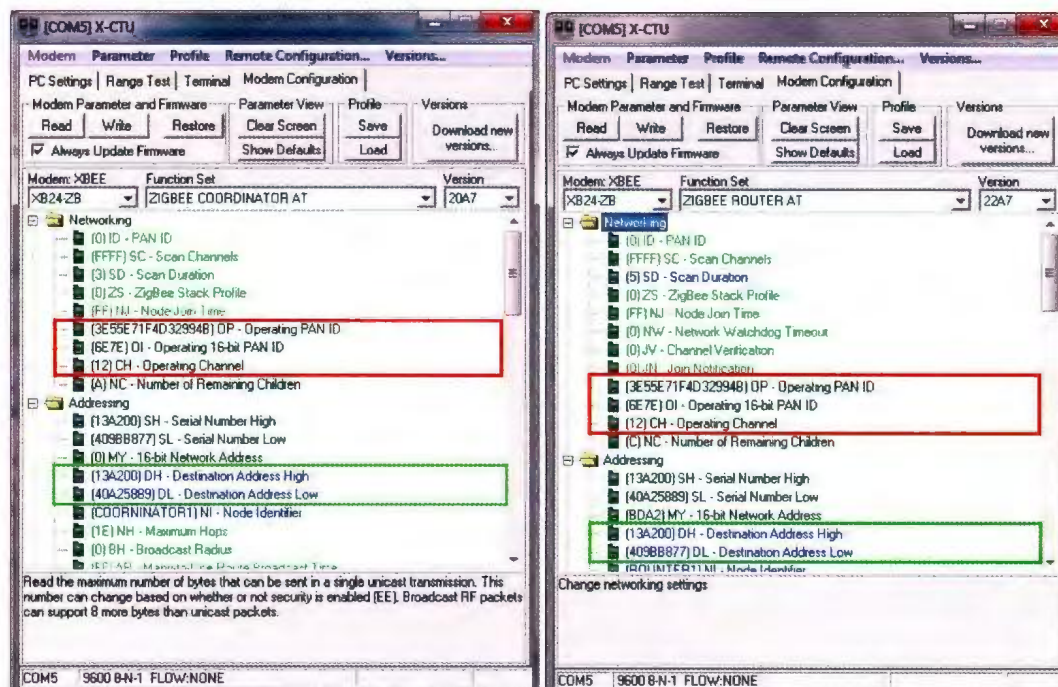 [COM5] X-CTU
Modem Parameter Profile Remote Configuration... Versions...
PC Settings Range Test Terminal Modem Configuration
Modem Parameter and Firmware Parameter View Profile Versions
Read Write Restore Clear Screen Save Download new versions...
Always Update Firmware Show Defaults Load
Modem: XBEE Function Set Version
XB24-ZB ZIGBEE COORDINATOR AT 20A7
Networking
(0) ID - PAN ID
(FFFF) SC - Scan Channels
(3) SD - Scan Duration
(0) ZS - ZigBee Stack Profile
(FF) NJ - Node Join Time
(3E55E71F4D32994B) OP - Operating PAN ID
(6E7E) OI - Operating 16-bit PAN ID
(12) CH - Operating Channel
(A) NC - Number of Remaining Children
Addressing
(13A200) SH - Serial Number High
(409BB877) SL - Serial Number Low
(0) MY - 16-bit Network Address
(13A200) DH - Destination Address High
(40A25889) DL - Destination Address Low
(COORNINATOR1) NI - Node Identifier
(1E) NH - Maximum Hops
(0) BH - Broadcast Radius
Read the maximum number of bytes that can be sent in a single unicast transmission. This
number can change based on whether or not security is enabled (EE). Broadcast RF packets
can support 8 more bytes than unicast packets.
COM5 9600 8-N-1 FLOW:NONE
[COM5] X-CTU
Modem Parameter Profile Remote Configuration... Versions...
PC Settings Range Test Terminal Modem Configuration
Modem Parameter and Firmware Parameter View Profile Versions
Read Write Restore Clear Screen Save Download new versions...
Always Update Firmware Show Defaults Load
Modem: XBEE Function Set Version
XB24-ZB ZIGBEE ROUTER AT 22A7
Networking
(0) ID - PAN ID
(FFFF) SC - Scan Channels
(5) SD - Scan Duration
(0) ZS - ZigBee Stack Profile
(FF) NJ - Node Join Time
(0) NW - Network Watchdog Timeout
(0) JV - Channel Verification
(0) JN - Join Notification
(3E55E71F4D32994B) OP - Operating PAN ID
(6E7E) OI - Operating 16-bit PAN ID
(12) CH - Operating Channel
(C) NC - Number of Remaining Children
Addressing
(13A200) SH - Serial Number High
(40A25889) SL - Serial Number Low
(BDA2) MY - 16-bit Network Address
(13A200) DH - Destination Address High
(409BB877) DL - Destination Address Low
(ROUNTER1) NI - Node Identifier
Change networking settings
COM5 9600 8-N-1 FLOW:NONE